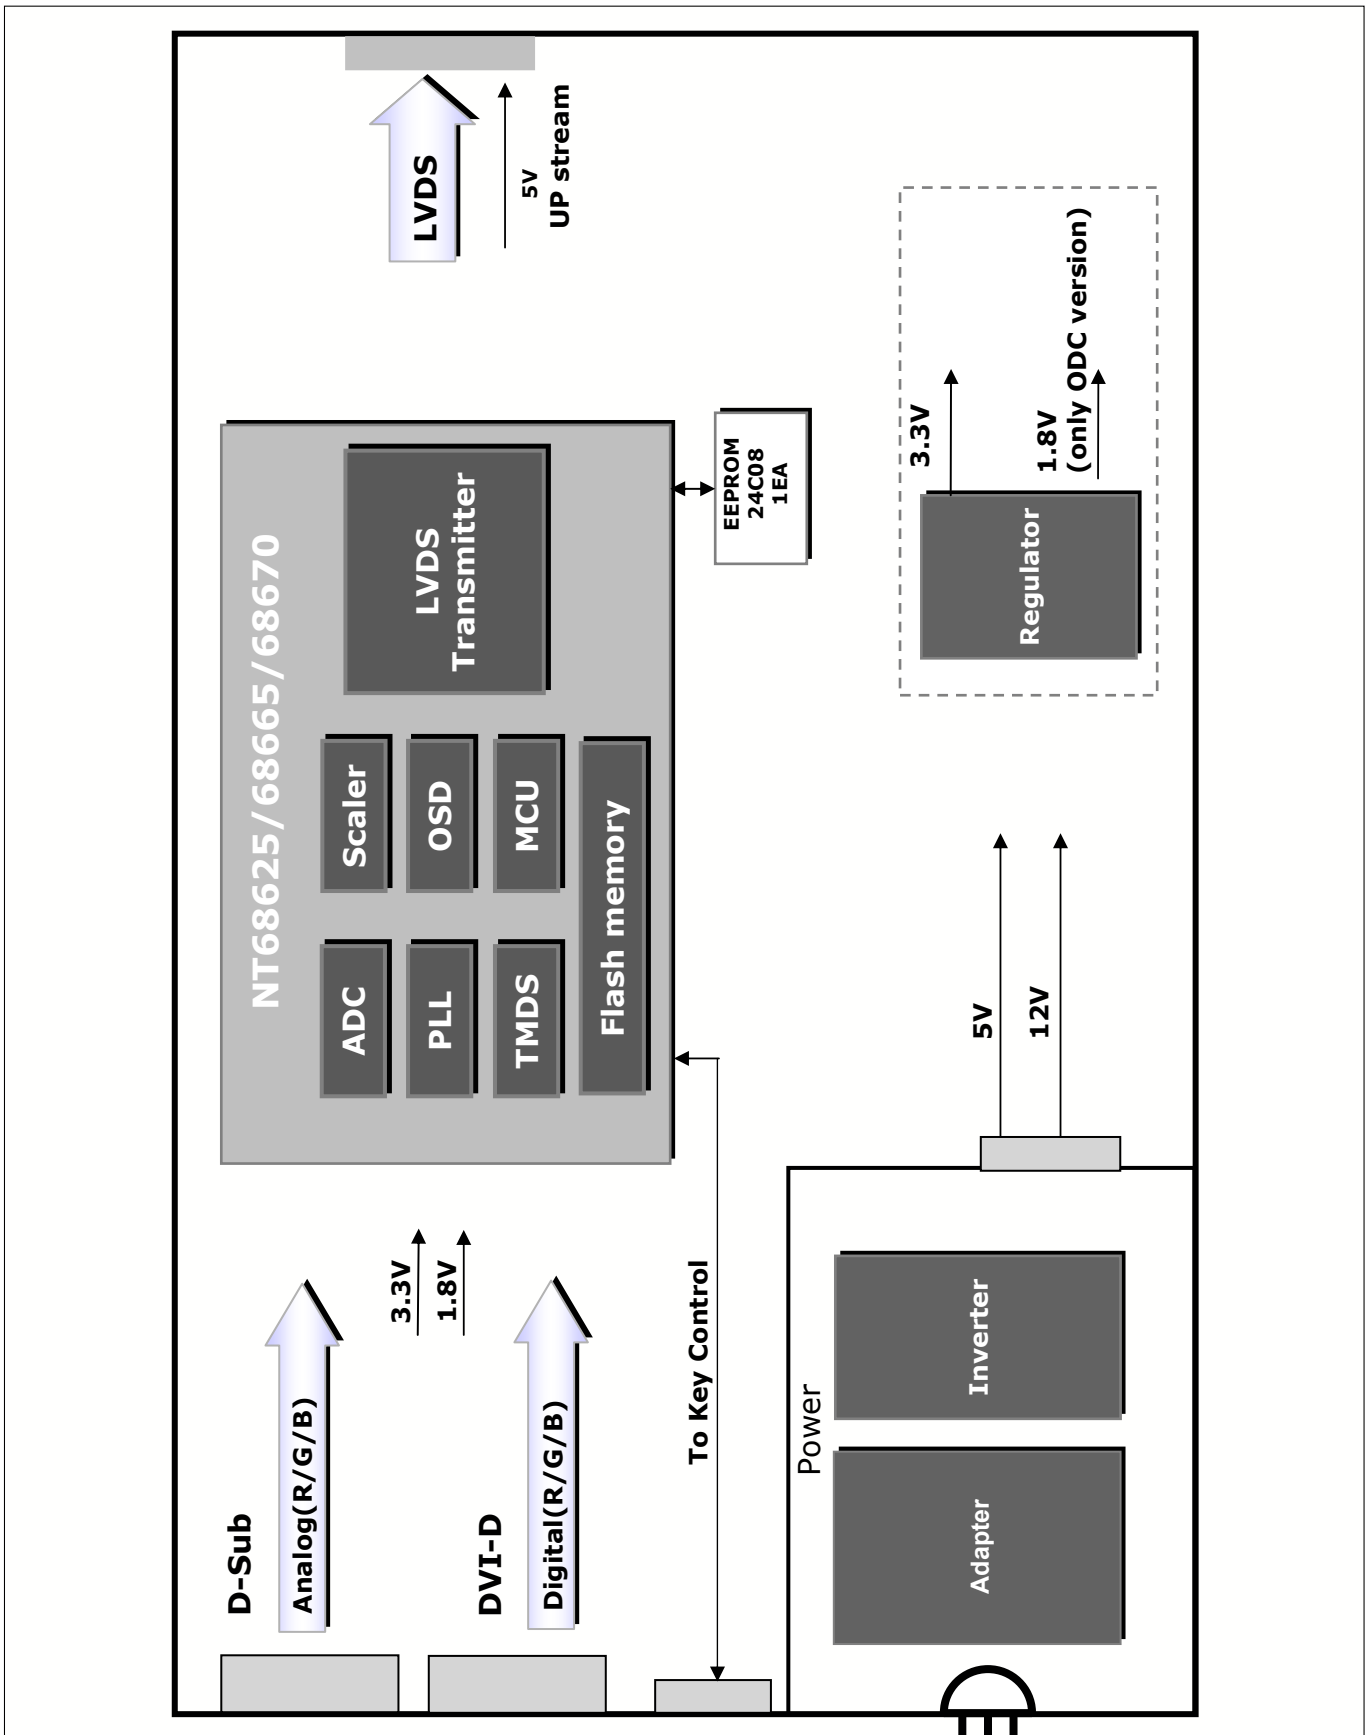 NT68625/68665/68670
D-Sub
Analog(R/G/B)
ADC
Scaler
LVDS
Transmitter
LVDS
3.3V
1.8V
PLL
OSD
5V
UP stream
DVI-D
Digital(R/G/B)
TMDS
MCU
Flash memory
To Key Control
EEPROM
24C08
1EA
Power
Adapter
Inverter
5V
12V
Regulator
3.3V
1.8V
(only ODC version)